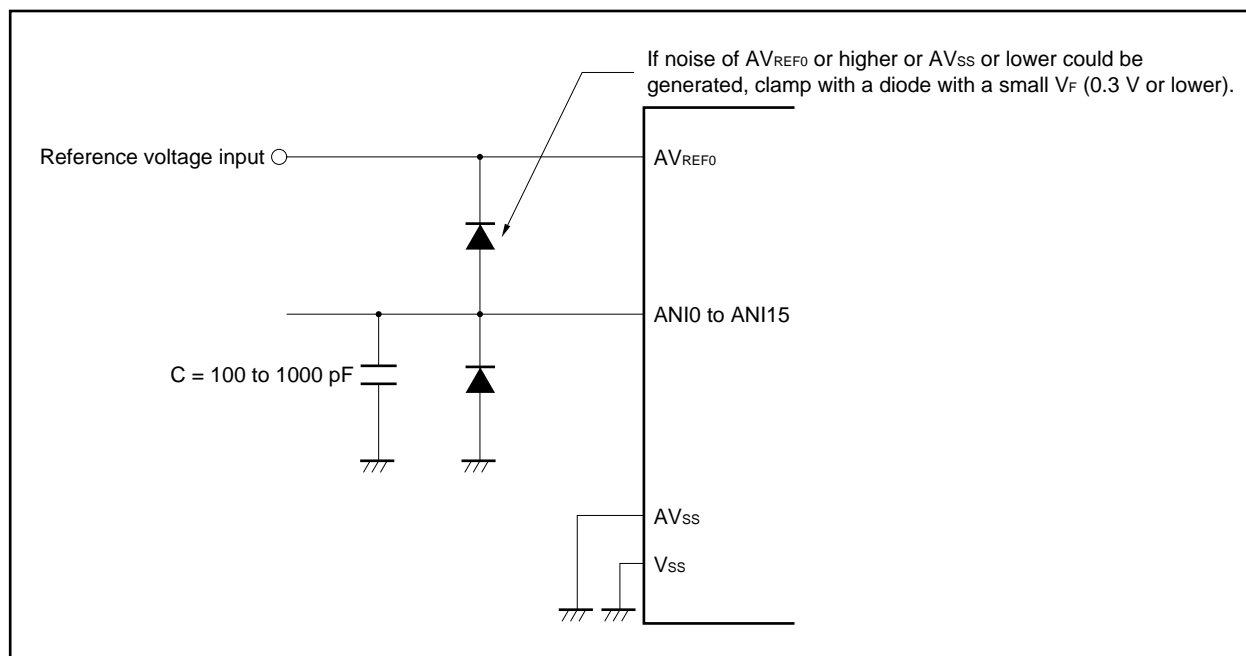 If noise of AVREF0 or higher or AVSS or lower could be
generated, clamp with a diode with a small VF (0.3 V or lower).
Reference voltage input
AVREF0
ANI0 to ANI15
C = 100 to 1000 pF
AVSS
VSS